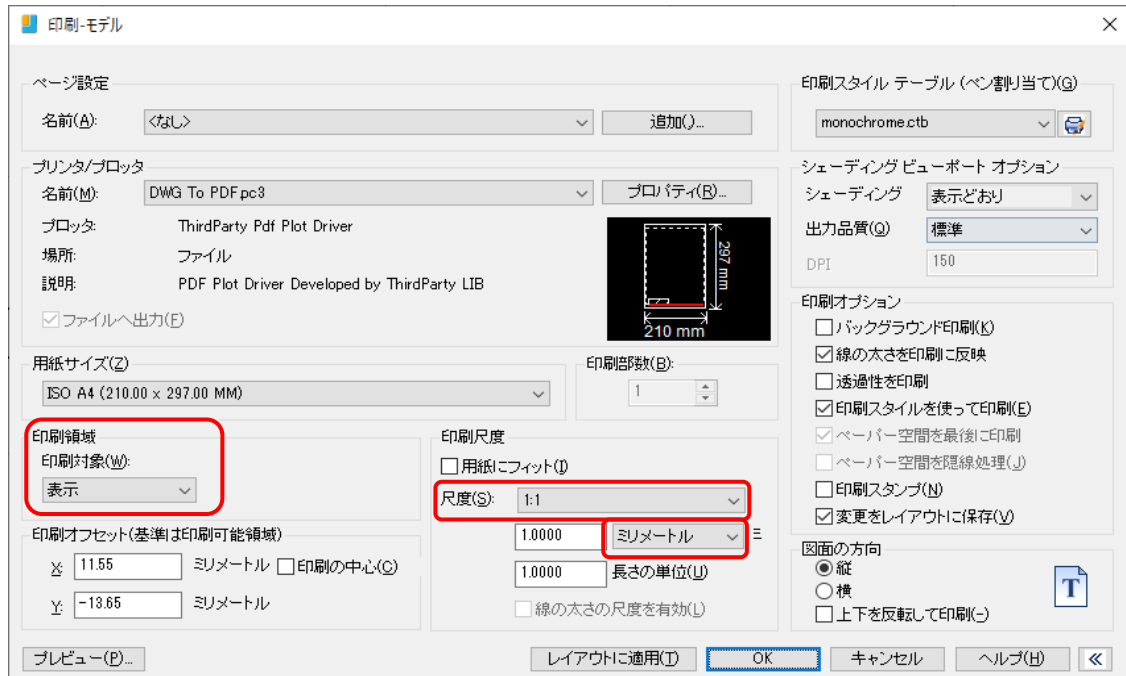 印刷-モデル
ページ設定
名前(A):
<なし>
追加()...
プリンタ/プロッタ
名前(M):
DWG To PDF.pc3
プロパティ(R)...
プロッタ:
ThirdParty Pdf Plot Driver
場所:
ファイル
説明:
PDF Plot Driver Developed by ThirdParty LIB
ファイルへ出力(F)
297 mm
210 mm
用紙サイズ(Z)
ISO A4 (210.00 x 297.00 MM)
印刷部数(B):
1
印刷領域
印刷対象(W):
表示
印刷オフセット(基準は印刷可能領域)
X:
11.55
ミリメートル
印刷の中心(C)
Y:
-13.65
ミリメートル
印刷尺度
用紙にフィット(I)
尺度(S):
1:1
1.0000
ミリメートル
1.0000
長さの単位(U)
線の太さの尺度を有効(L)
印刷スタイル テーブル (ペン割り当て)(G)
monochrome.ctb
シェーディング ビューポート オプション
シェーディング
表示どおり
出力品質(Q)
標準
DPI
150
印刷オプション
バックグラウンド印刷(K)
線の太さを印刷に反映
透過性を印刷
印刷スタイルを使って印刷(E)
ペーパー空間を最後に印刷
ペーパー空間を隠線処理(J)
印刷スタンプ(N)
変更をレイアウトに保存(V)
図面の方向
縦
横
上下を反転して印刷(-)
T
プレビュー(P)...
レイアウトに適用(T)
OK
キャンセル
ヘルプ(H)